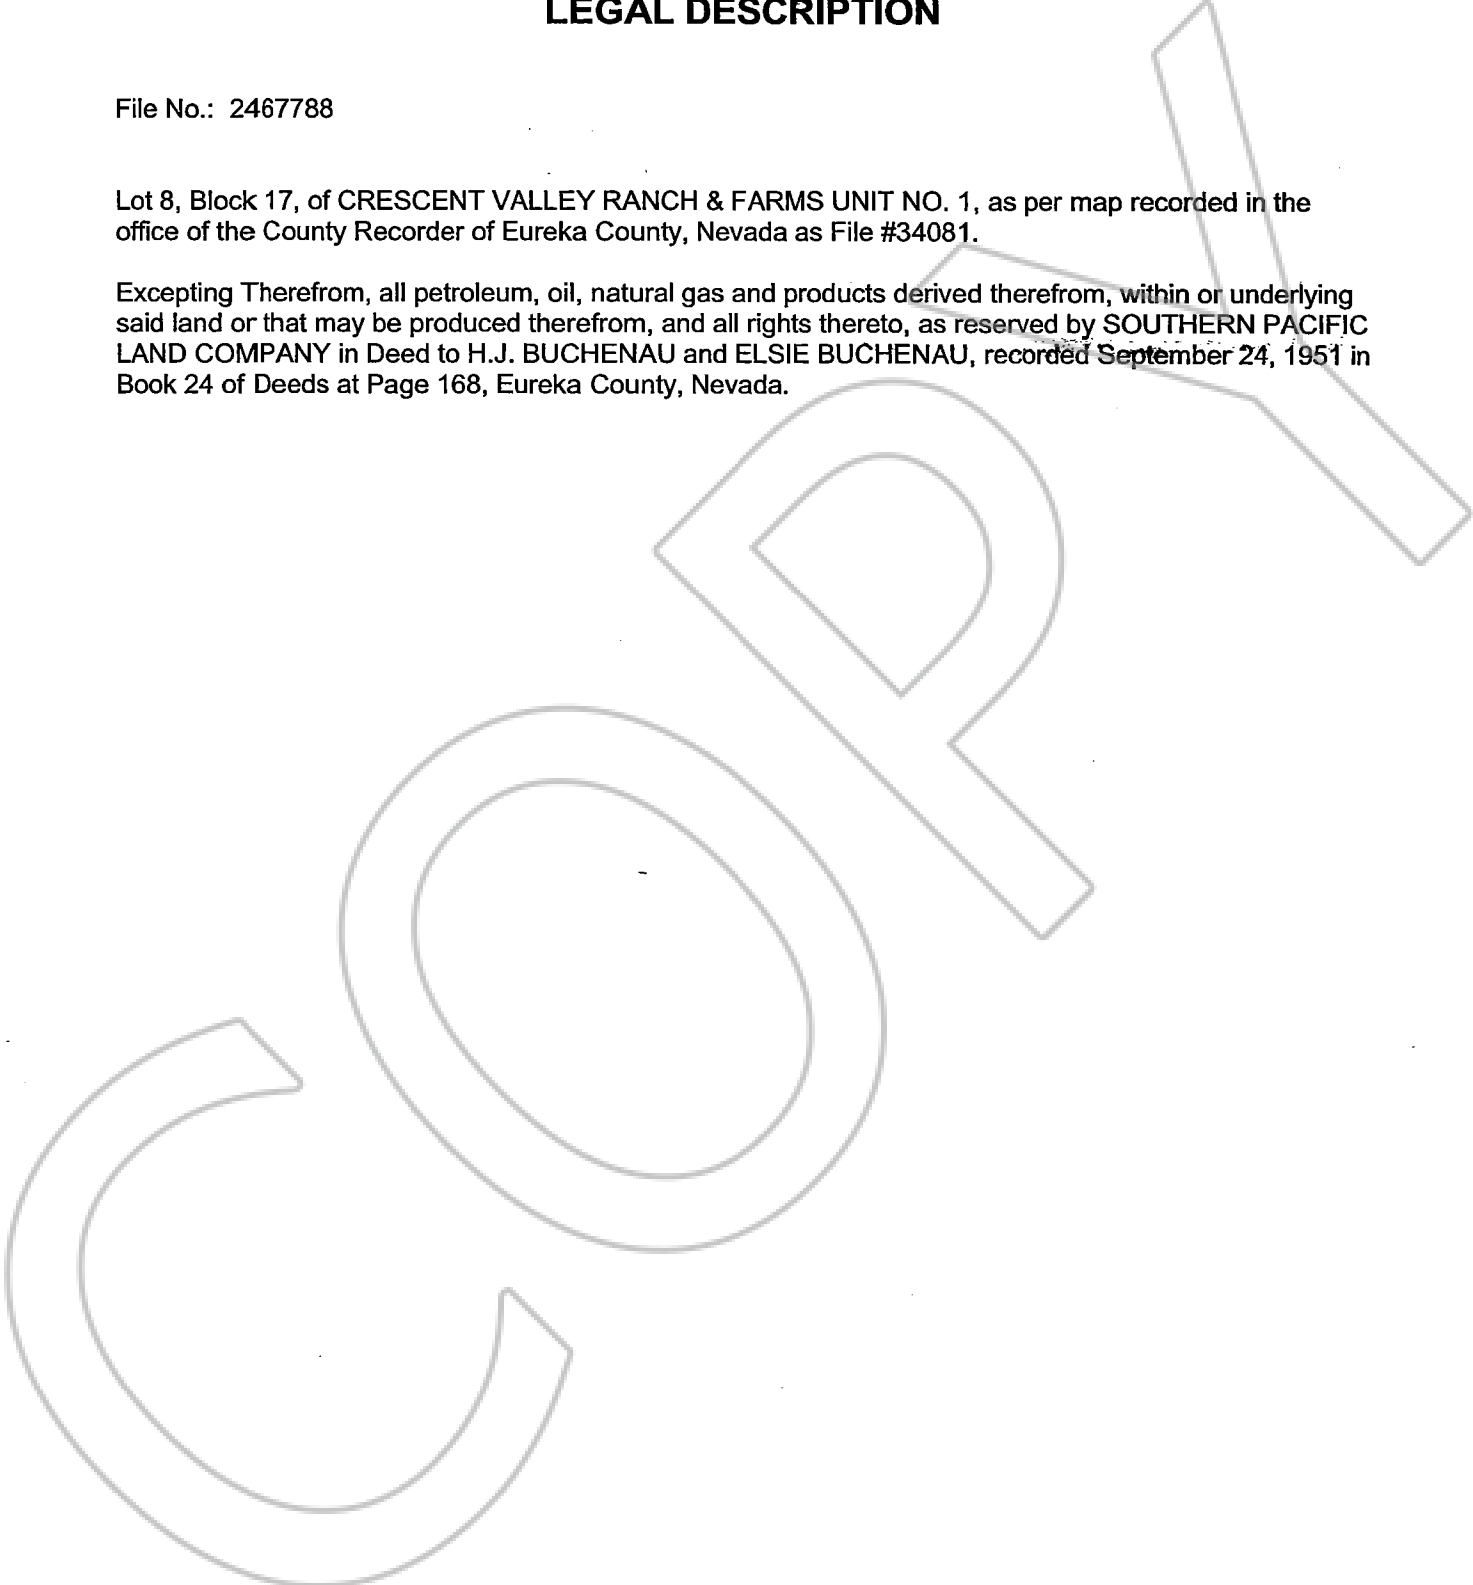 LEGAL DESCRIPTION
File No.: 2467788
Lot 8, Block 17, of CRESCENT VALLEY RANCH & FARMS UNIT NO. 1, as per map recorded in the
office of the County Recorder of Eureka County, Nevada as File #34081.
Excepting Therefrom, all petroleum, oil, natural gas and products derived therefrom, within or underlying
said land or that may be produced therefrom, and all rights thereto, as reserved by SOUTHERN PACIFIC
LAND COMPANY in Deed to H.J. BUCHENAU and ELSIE BUCHENAU, recorded September 24, 1951 in
Book 24 of Deeds at Page 168, Eureka County, Nevada.
COPY